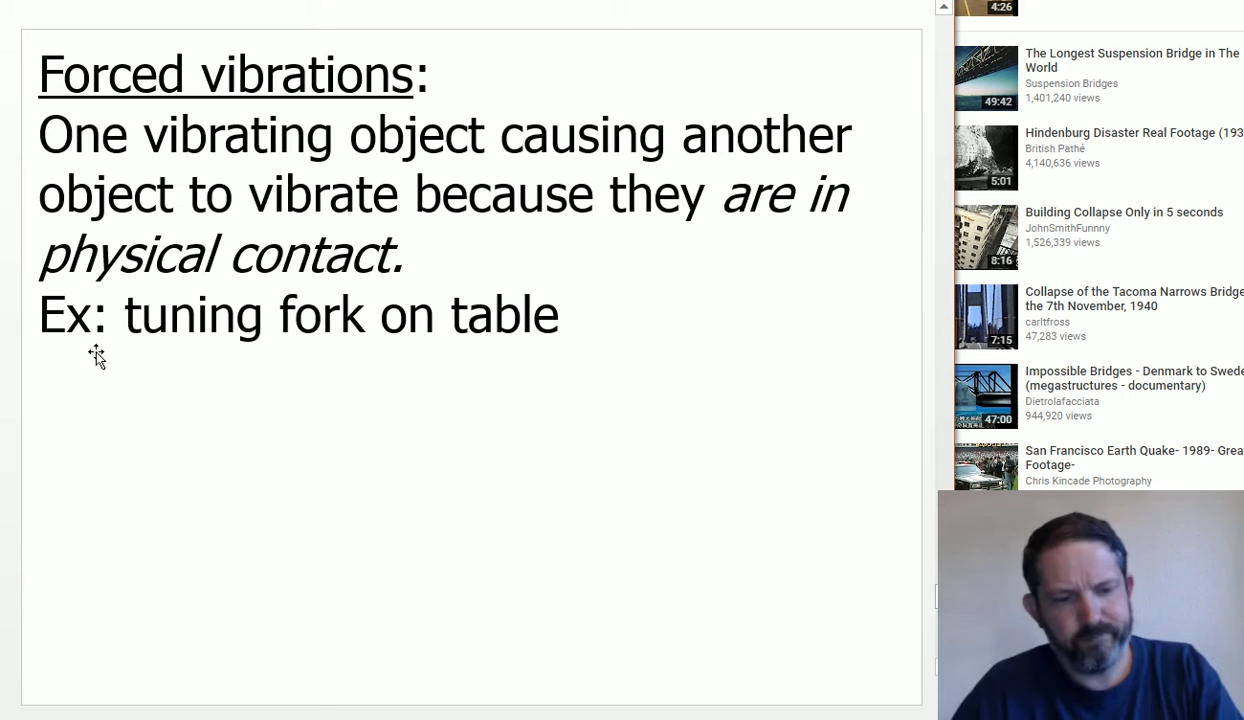 Forced vibrations:
One vibrating object causing another
object to vibrate because they are in
physical contact.
Ex: tuning fork on table
4:26
The Longest Suspension Bridge in The
World
Suspension Bridges
1,401,240 views
49:42
Hindenburg Disaster Real Footage (193
British Pathé
4,140,636 views
5:01
Building Collapse Only in 5 seconds
JohnSmithFunnny
1,526,339 views
8:16
Collapse of the Tacoma Narrows Bridge
the 7th November, 1940
carltfross
47,283 views
7:15
Impossible Bridges - Denmark to Swede
(megastructures - documentary)
Dietrolafacciata
944,920 views
47:00
San Francisco Earth Quake- 1989- Grea
Footage-
Chris Kincade Photography